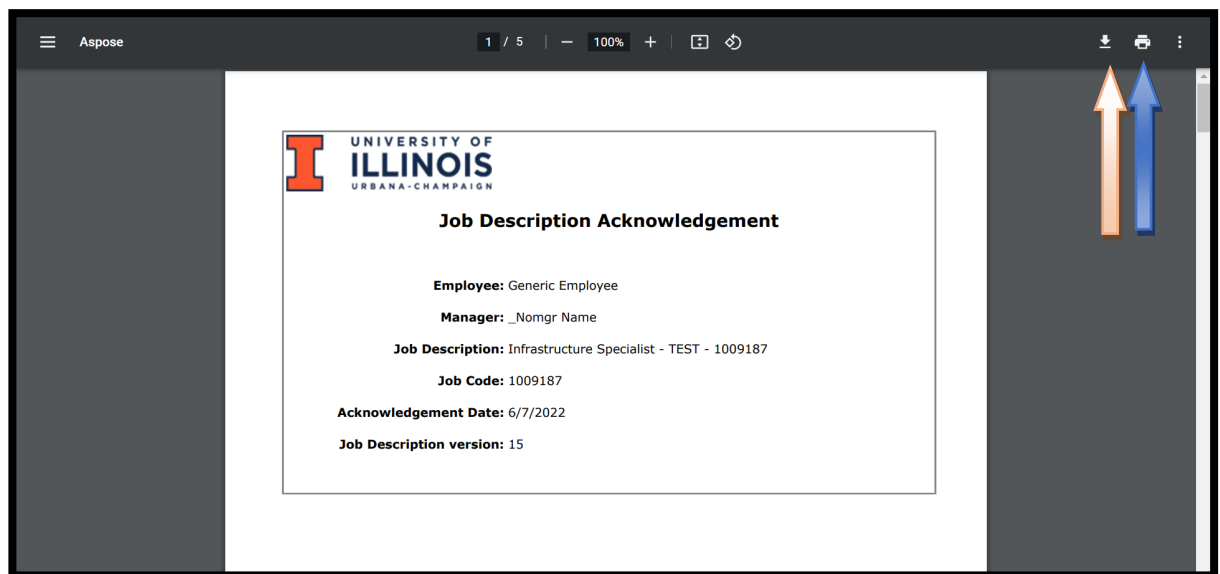 Aspose 1 / 5 100%
UNIVERSITY OF
ILLINOIS
URBANA-CHAMPAIGN
Job Description Acknowledgement
Employee: Generic Employee
Manager: _Nomgr Name
Job Description: Infrastructure Specialist - TEST - 1009187
Job Code: 1009187
Acknowledgement Date: 6/7/2022
Job Description version: 15